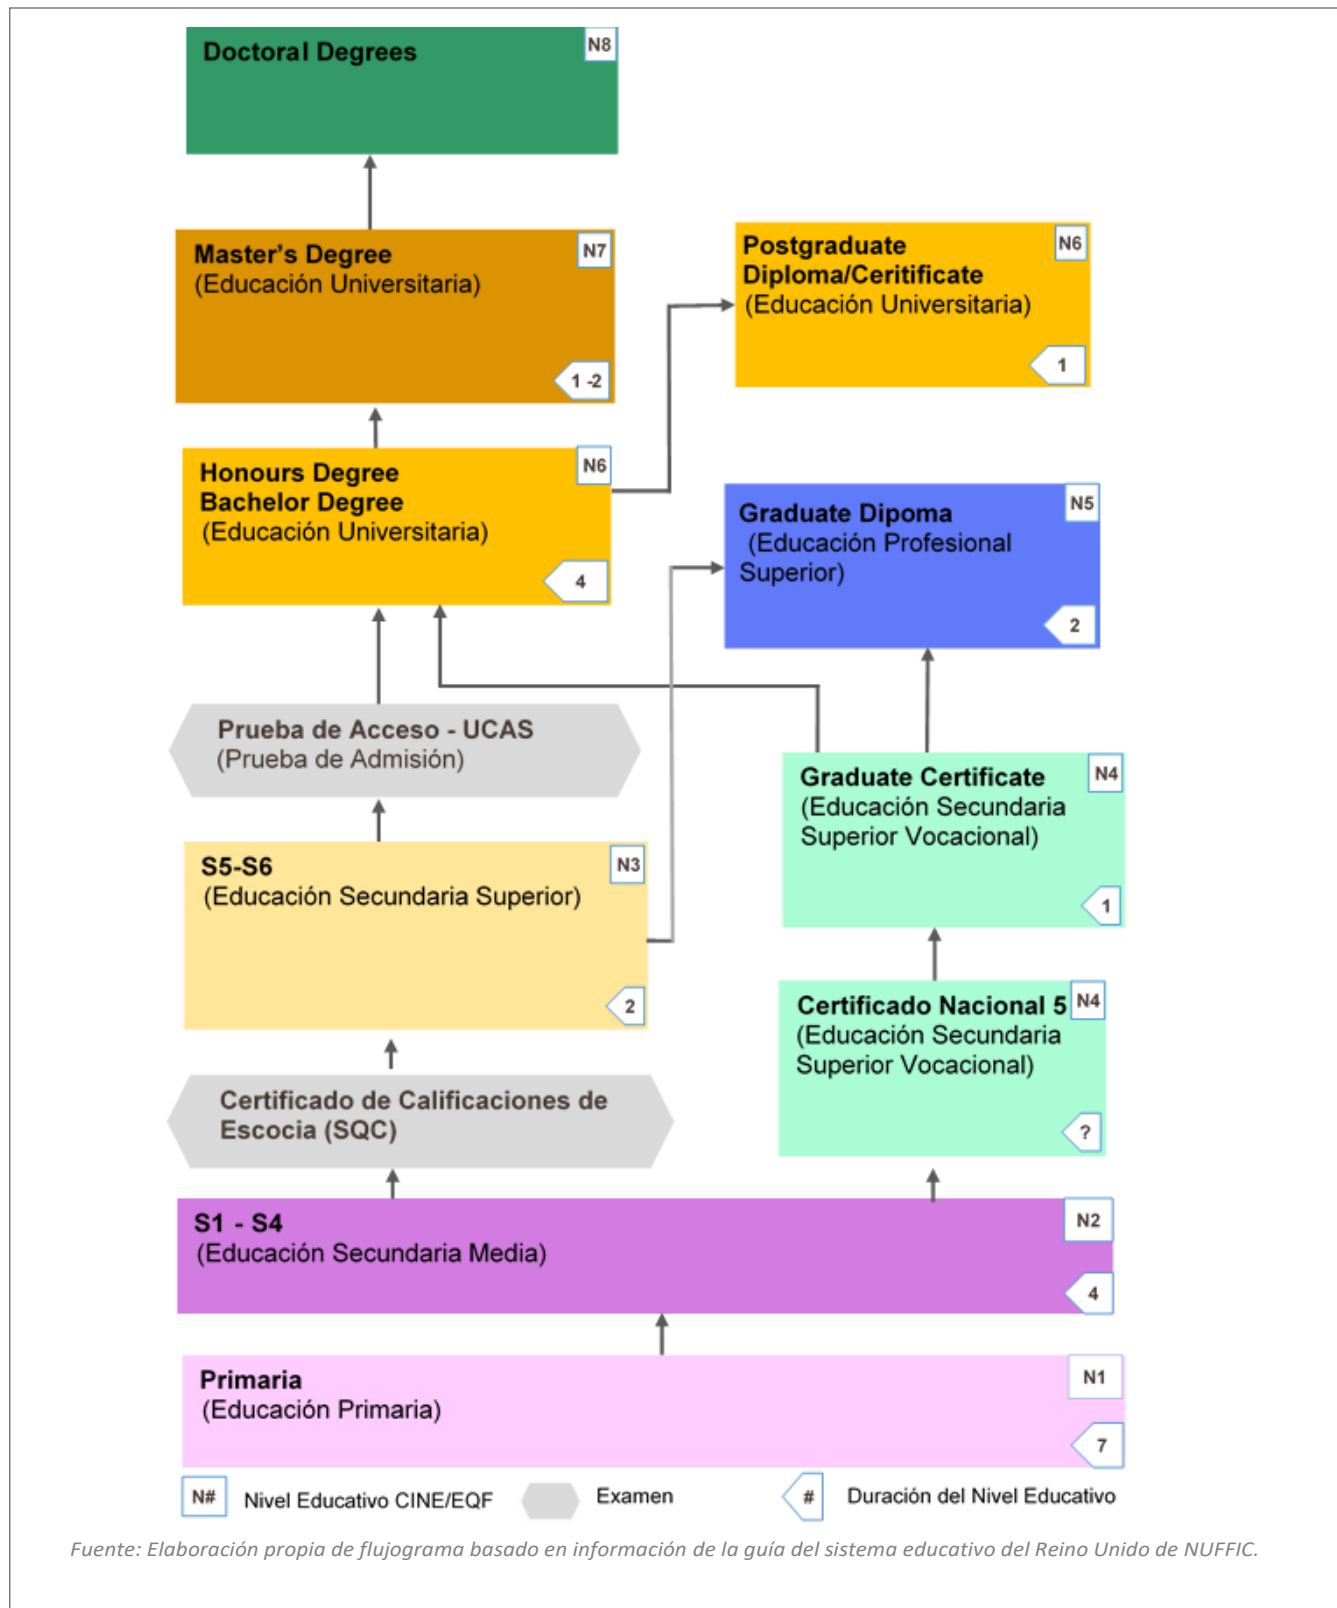 Doctoral Degrees
N8
Master's Degree
N7
(Educación Universitaria)
1 -2
Postgraduate
N6
Diploma/Ceritificate
(Educación Universitaria)
1
Honours Degree
N6
Bachelor Degree
(Educación Universitaria)
4
Graduate Dipoma
N5
(Educación Profesional
Superior)
2
Prueba de Acceso - UCAS
(Prueba de Admisión)
Graduate Certificate
N4
(Educación Secundaria
Superior Vocacional)
1
S5-S6
N3
(Educación Secundaria Superior)
2
Certificado Nacional 5
N4
(Educación Secundaria
Superior Vocacional)
?
Certificado de Calificaciones de
Escocia (SQC)
S1 - S4
N2
(Educación Secundaria Media)
4
Primaria
N1
(Educación Primaria)
7
N# Nivel Educativo CINE/EQF Examen # Duración del Nivel Educativo
Fuente: Elaboración propia de flujograma basado en información de la guía del sistema educativo del Reino Unido de NUFFIC.